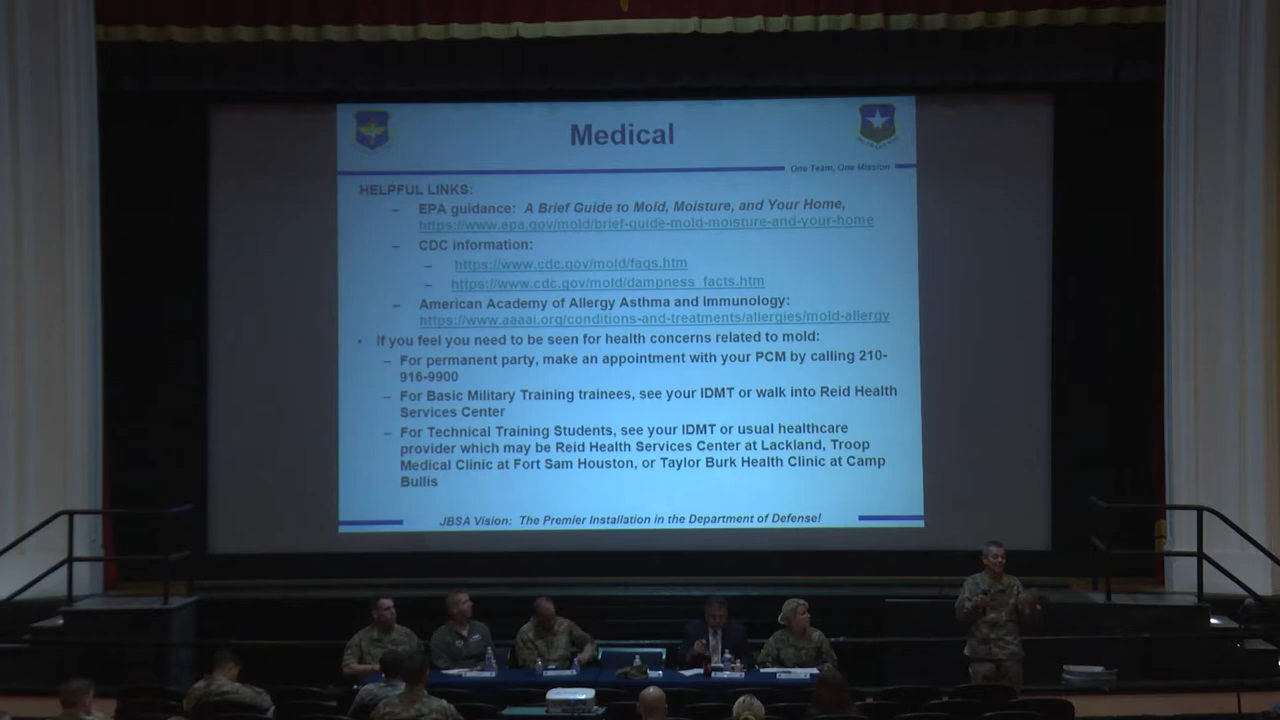 Medical
One Team, One Mission
HELPFUL LINKS:
– EPA guidance: A Brief Guide to Mold, Moisture, and Your Home,
https://www.epa.gov/mold/brief-guide-mold-moisture-and-your-home
– CDC information:
– https://www.cdc.gov/mold/faqs.htm
– https://www.cdc.gov/mold/dampness_facts.htm
– American Academy of Allergy Asthma and Immunology:
https://www.aaaai.org/conditions-and-treatments/allergies/mold-allergy
• If you feel you need to be seen for health concerns related to mold:
– For permanent party, make an appointment with your PCM by calling 210-
916-9900
– For Basic Military Training trainees, see your IDMT or walk into Reid Health
Services Center
– For Technical Training Students, see your IDMT or usual healthcare
provider which may be Reid Health Services Center at Lackland, Troop
Medical Clinic at Fort Sam Houston, or Taylor Burk Health Clinic at Camp
Bullis
JBSA Vision: The Premier Installation in the Department of Defense!